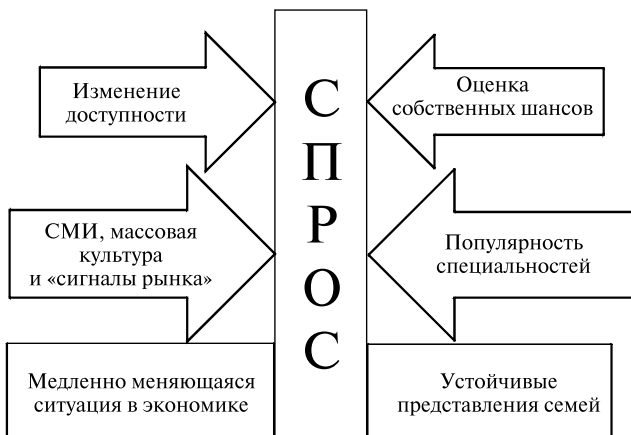 Изменение
доступности
СМИ, массовая
культура
и «сигналы рынка»
Медленно меняющаяся
ситуация в экономике
СПРОС
Оценка
собственных шансов
Популярность
специальностей
Устойчивые
представления семей